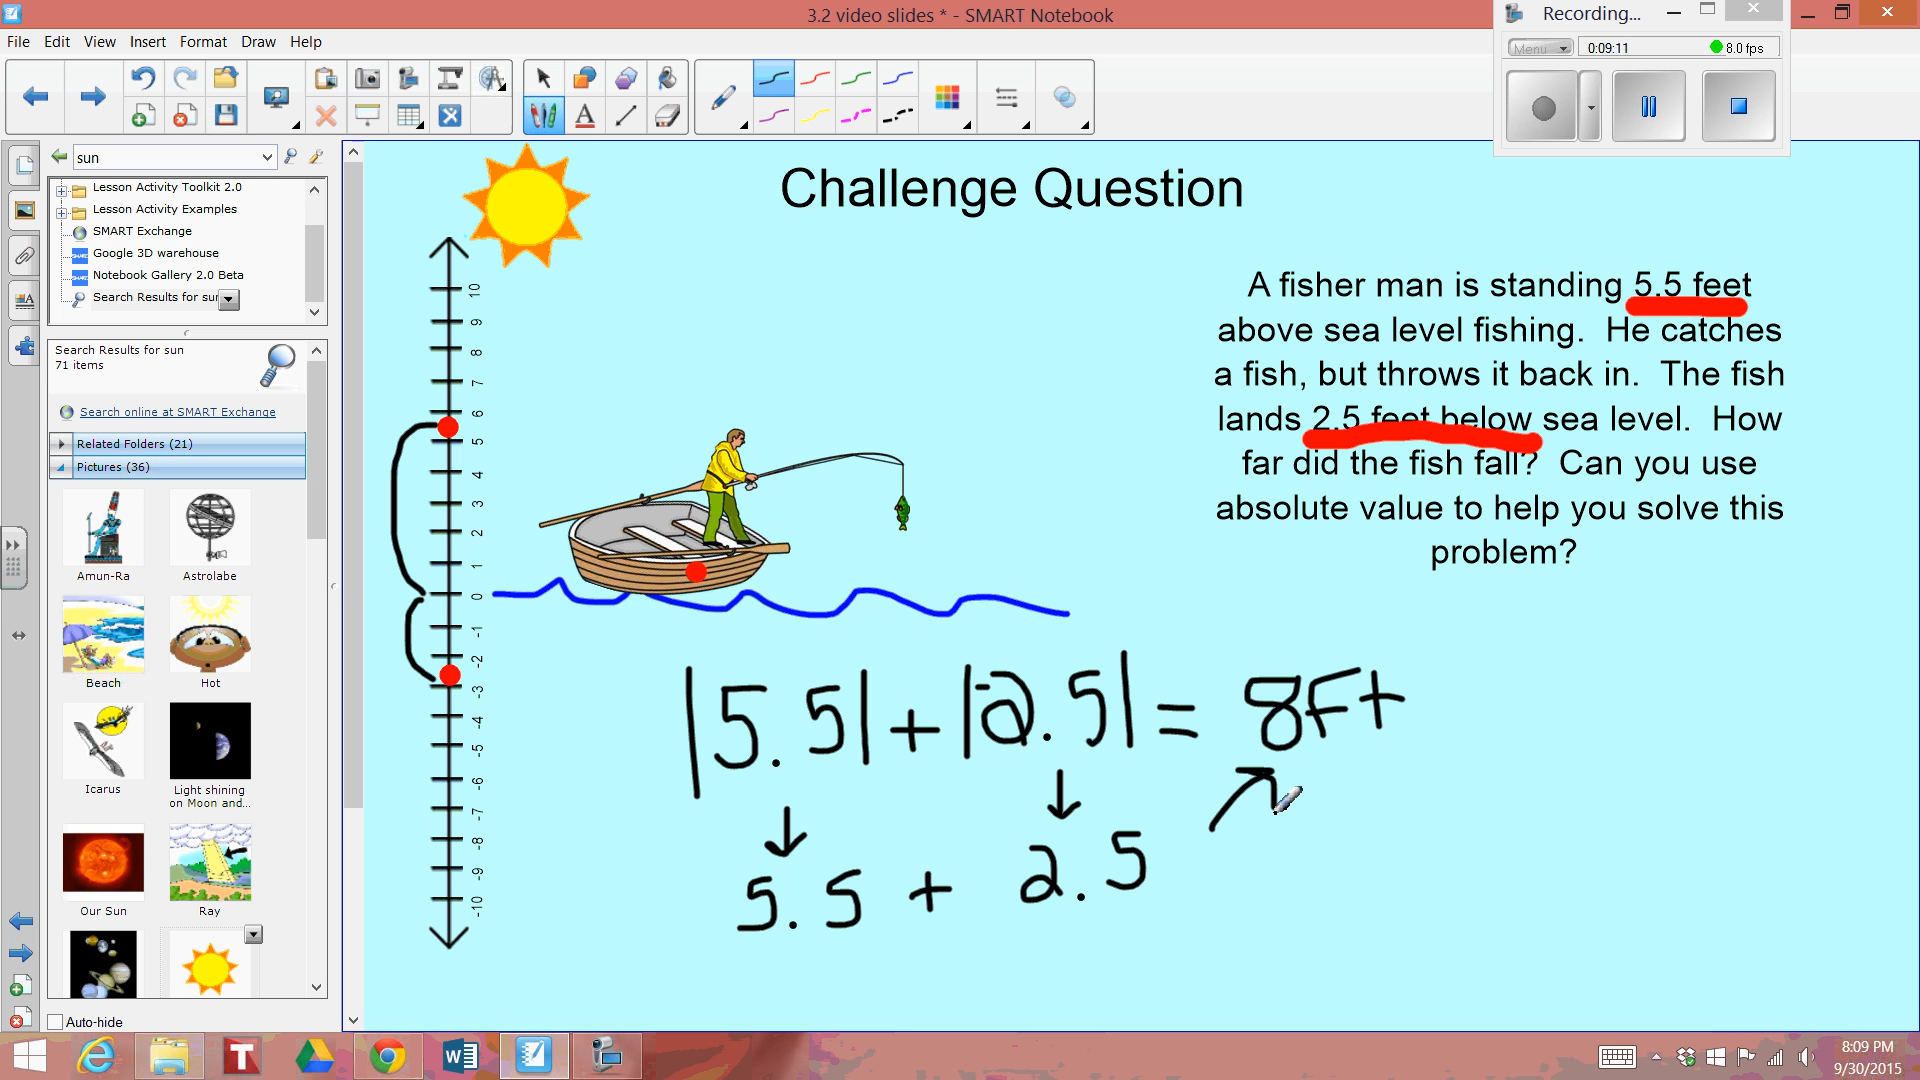 3.2 video slides * - SMART Notebook
Recording...
File Edit View Insert Format Draw Help
Menu
0:09:11
8.0 fps
sun
Lesson Activity Toolkit 2.0
Lesson Activity Examples
SMART Exchange
Google 3D warehouse
Notebook Gallery 2.0 Beta
Search Results for sun
Search Results for sun
71 items
Search online at SMART Exchange
Related Folders (21)
Pictures (36)
Amun-Ra
Astrolabe
Beach
Hot
Icarus
Light shining
on Moon and...
Our Sun
Ray
Auto-hide
Challenge Question
A fisher man is standing 5.5 feet
above sea level fishing. He catches
a fish, but throws it back in. The fish
lands 2.5 feet below sea level. How
far did the fish fall? Can you use
absolute value to help you solve this
problem?
10
9
8
7
6
5
4
3
2
1
0
-1
-2
-3
-4
-5
-6
-7
-8
-9
-10
|5.5| + |-2.5| = 8Ft
5.5 + 2.5
8:09 PM
9/30/2015